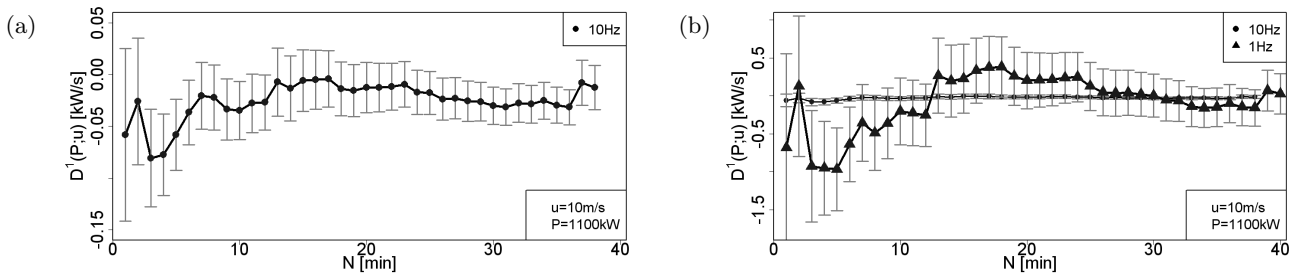 (a)
D¹(P;u) [kW/s]
0.05
0.00
-0.05
-0.15
10Hz
u=10m/s
P=1100kW
0 10 20 30 40
N [min]
(b)
D¹(P;u) [kW/s]
0.5
-0.5
-1.5
10Hz
1Hz
u=10m/s
P=1100kW
0 10 20 30 40
N [min]